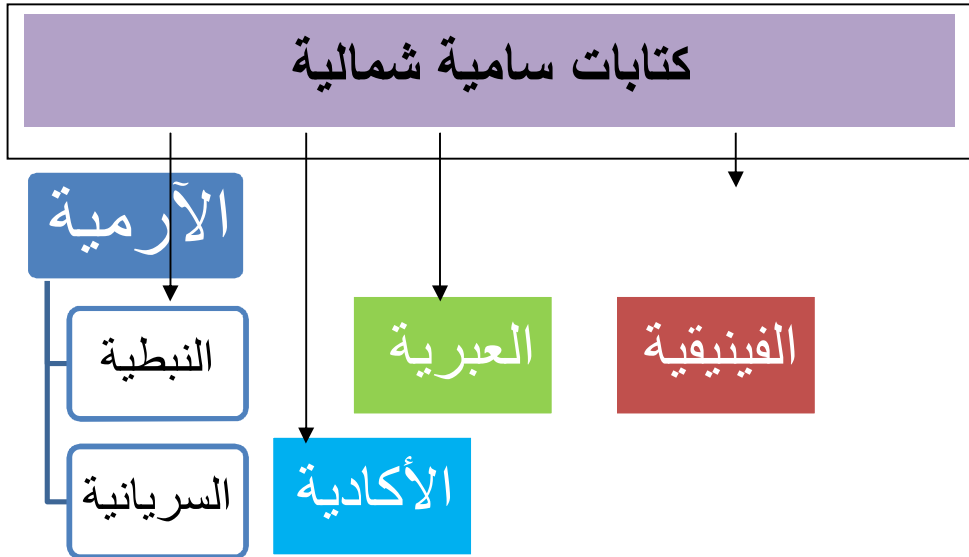 كتابات سامية شمالية
الآرمية
النبطية
العبرية
الفينيقية
السريانية
الأكادية